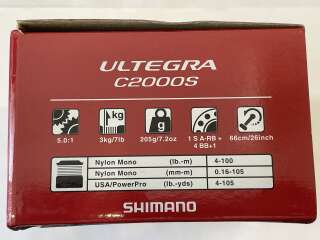 ULTEGRA
C2000S
kg
g
5.0:1 3kg/7lb 205g/7.2oz 1 S A-RB + 4 BB+1 66cm/26inch
Nylon Mono (lb.-m) 4-100
Nylon Mono (mm-m) 0.16-105
USA/PowerPro (lb.-yds) 4-105
SHIMANO